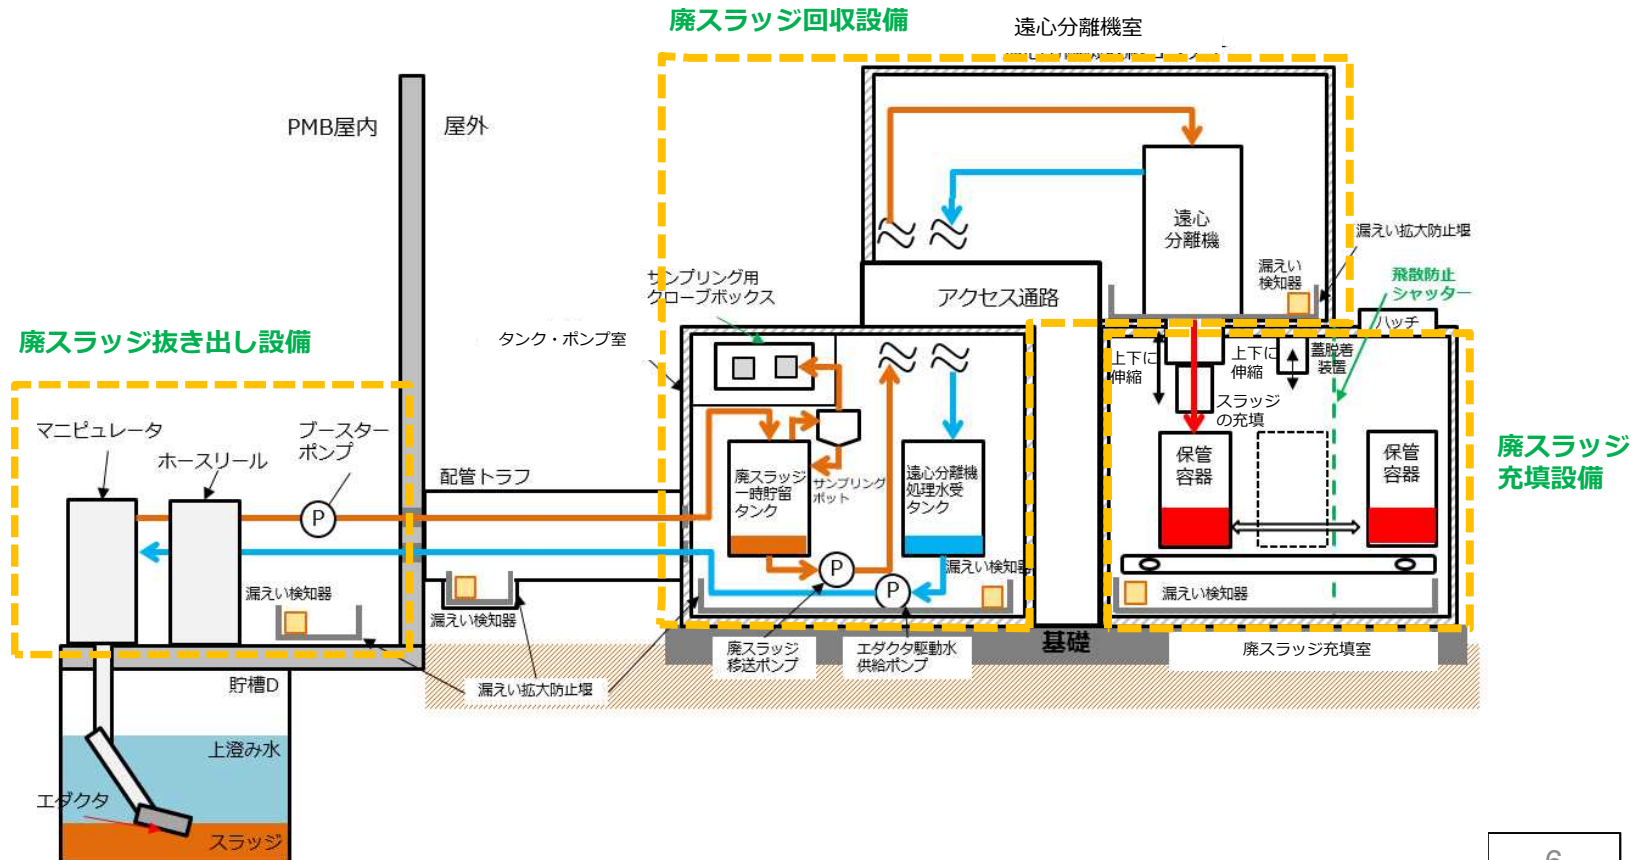 廃スラッジ回収設備
遠心分離機室
PMB屋内
屋外
遠心
分離機
漏えい拡大防止堰
漏えい
検知器
飛散防止
シャッター
サンプリング用
グローブボックス
アクセス通路
ハッチ
廃スラッジ抜き出し設備
タンク・ポンプ室
上下に
伸縮
上下に
伸縮
蓋脱着
装置
スラッジ
の充填
マニピュレータ
ホースリール
ブースター
ポンプ
P
配管トラフ
廃スラッジ
一時貯留
タンク
サンプリング
ポット
遠心分離機
処理水受
タンク
保管
容器
保管
容器
廃スラッジ
充填設備
P
P
漏えい検知器
漏えい検知器
漏えい検知器
漏えい検知器
廃スラッジ
移送ポンプ
エダクタ駆動水
供給ポンプ
基礎
廃スラッジ充填室
漏えい拡大防止堰
貯槽D
上澄み水
エダクタ
スラッジ
6